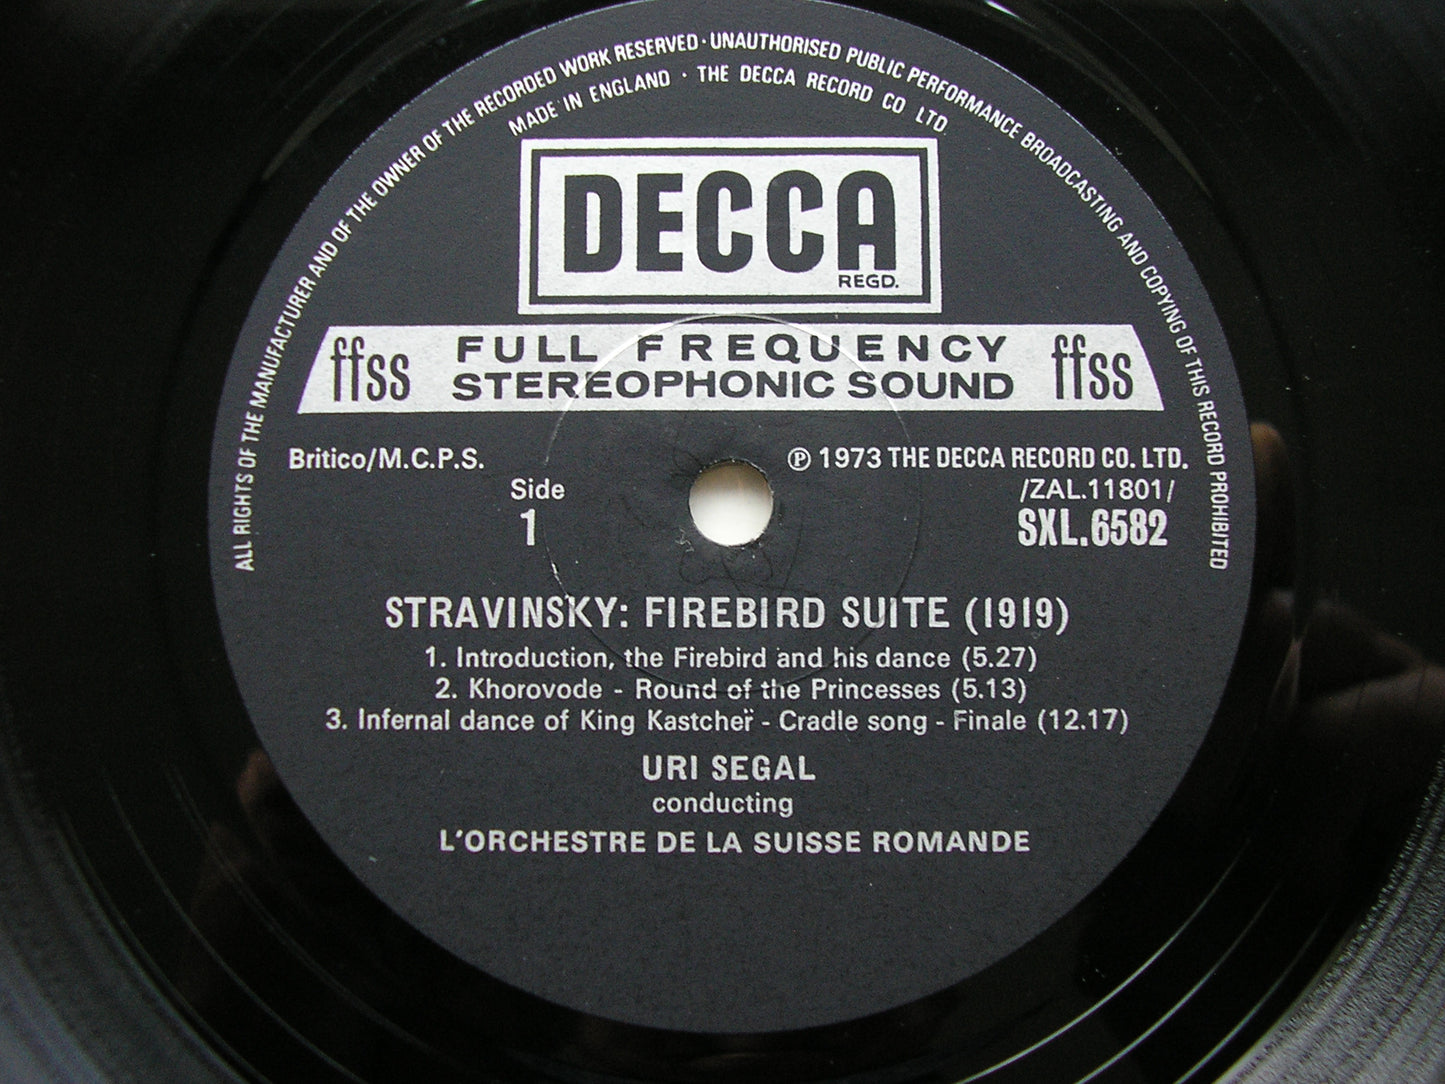 ALL RIGHTS OF THE MANUFACTURER AND OF THE OWNER OF THE RECORDED WORK RESERVED · UNAUTHORISED PUBLIC PERFORMANCE BROADCASTING AND COPYING OF THIS RECORD PROHIBITED
MADE IN ENGLAND · THE DECCA RECORD CO LTD
DECCA
REGD.
ffss FULL FREQUENCY ffss
STEREOPHONIC SOUND
Britico/M.C.P.S. ℗ 1973 THE DECCA RECORD CO. LTD.
Side /ZAL.11801/
1 SXL.6582
STRAVINSKY: FIREBIRD SUITE (1919)
1. Introduction, the Firebird and his dance (5.27)
2. Khorovode - Round of the Princesses (5.13)
3. Infernal dance of King Kastcheï - Cradle song - Finale (12.17)
URI SEGAL
conducting
L'ORCHESTRE DE LA SUISSE ROMANDE